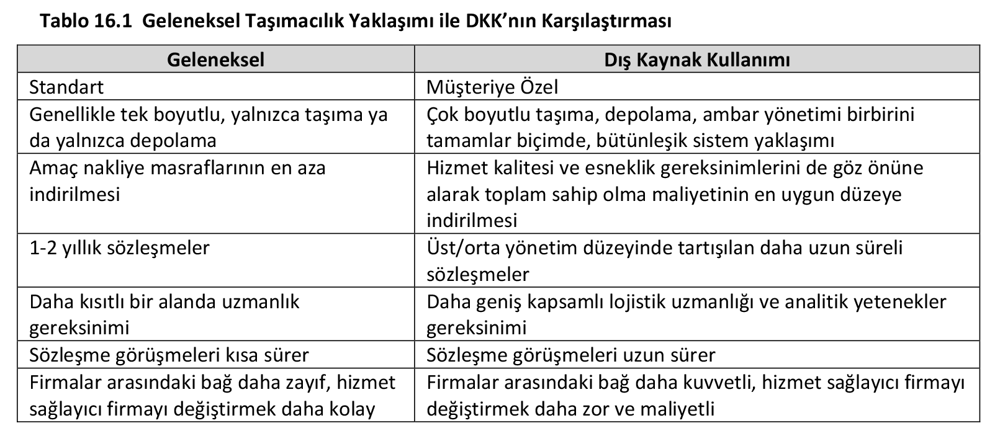 Tablo 16.1  Geleneksel Taşımacılık Yaklaşımı ile DKK’nın Karşılaştırması
Geleneksel
Dış Kaynak Kullanımı
Standart
Müşteriye Özel
Genellikle tek boyutlu, yalnızca taşıma ya
da yalnızca depolama
Çok boyutlu taşıma, depolama, ambar yönetimi birbirini
tamamlar biçimde, bütünleşik sistem yaklaşımı
Amaç nakliye masraflarının en aza
indirilmesi
Hizmet kalitesi ve esneklik gereksinimlerini de göz önüne
alarak toplam sahip olma maliyetinin en uygun düzeye
indirilmesi
1-2 yıllık sözleşmeler
Üst/orta yönetim düzeyinde tartışılan daha uzun süreli
sözleşmeler
Daha kısıtlı bir alanda uzmanlık
gereksinimi
Daha geniş kapsamlı lojistik uzmanlığı ve analitik yetenekler
gereksinimi
Sözleşme görüşmeleri kısa sürer
Sözleşme görüşmeleri uzun sürer
Firmalar arasındaki bağ daha zayıf, hizmet
sağlayıcı firmayı değiştirmek daha kolay
Firmalar arasındaki bağ daha kuvvetli, hizmet sağlayıcı firmayı
değiştirmek daha zor ve maliyetli